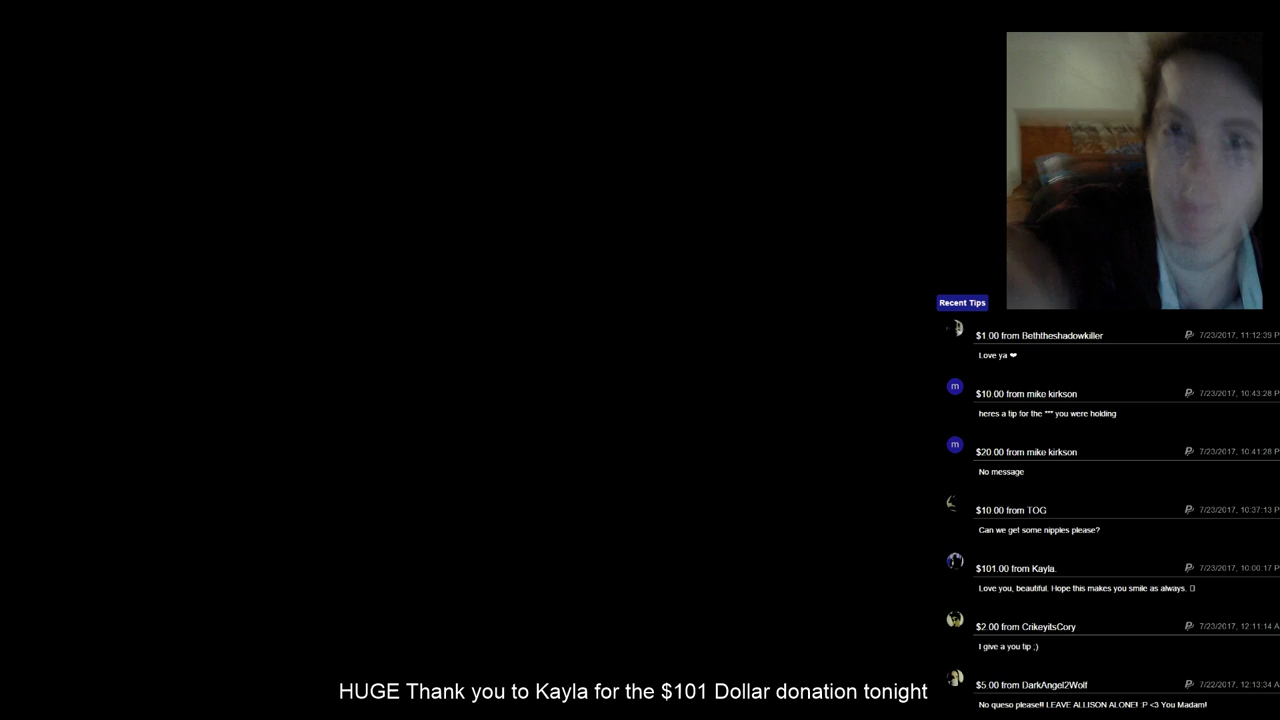 Recent Tips
$1.00 from Beththeshadowkiller 7/23/2017, 11:12:39 P
Love ya ❤
m
$10.00 from mike kirkson 7/23/2017, 10:43:28 P
heres a tip for the *** you were holding
m
$20.00 from mike kirkson 7/23/2017, 10:41:28 P
No message
$10.00 from TOG 7/23/2017, 10:37:13 P
Can we get some nipples please?
$101.00 from Kayla. 7/23/2017, 10:00:17 P
Love you, beautiful. Hope this makes you smile as always.
$2.00 from CrikeyitsCory 7/23/2017, 12:11:14 A
I give a you tip ;)
$5.00 from DarkAngel2Wolf 7/22/2017, 12:13:34 A
No queso please!! LEAVE ALLISON ALONE! :P <3 You Madam!
HUGE Thank you to Kayla for the $101 Dollar donation tonight